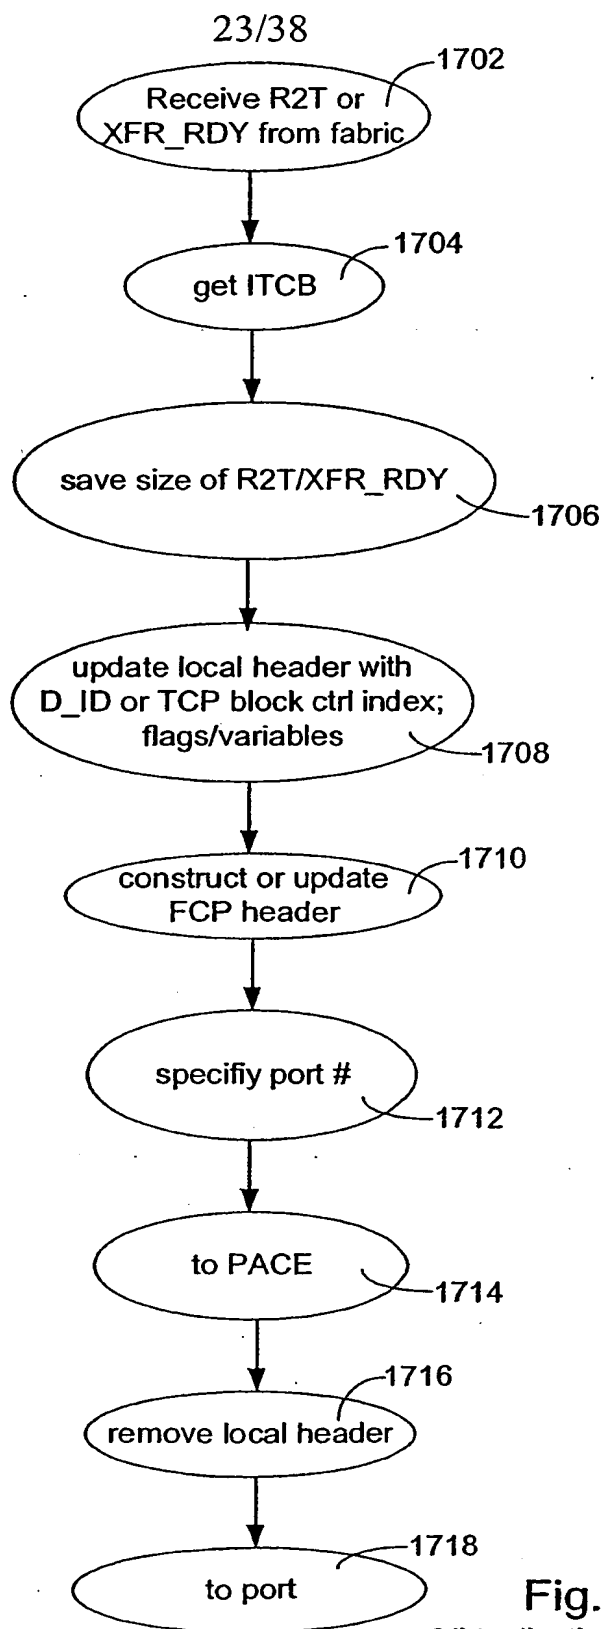 23/38
1702
Receive R2T or
XFR_RDY from fabric
1704
get ITCB
save size of R2T/XFR_RDY
1706
update local header with
D_ID or TCP block ctrl index;
flags/variables
1708
1710
construct or update
FCP header
specifiy port #
1712
to PACE
1714
1716
remove local header
1718
to port
Fig.